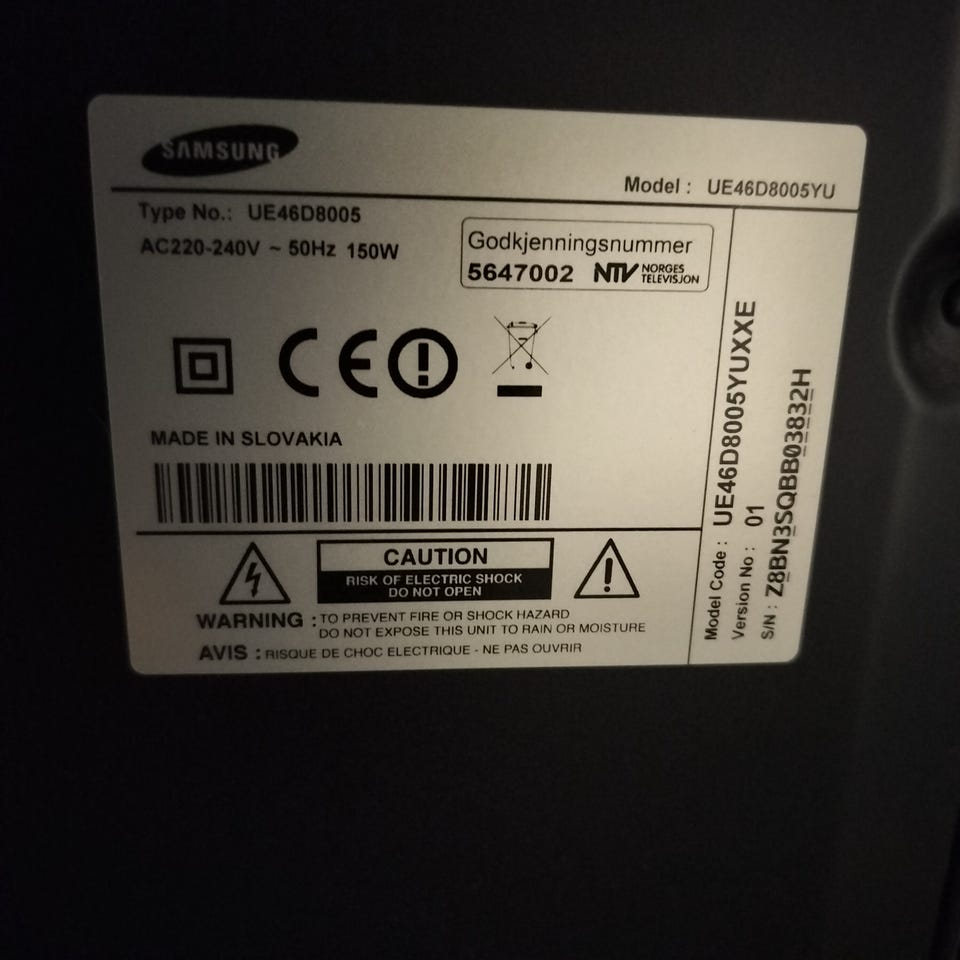 SAMSUNG
Model : UE46D8005YU
Type No.: UE46D8005
AC220-240V ~ 50Hz 150W
Godkjenningsnummer
5647002 NTV NORGES TELEVISJON
CE
MADE IN SLOVAKIA
CAUTION
RISK OF ELECTRIC SHOCK
DO NOT OPEN
WARNING : TO PREVENT FIRE OR SHOCK HAZARD
DO NOT EXPOSE THIS UNIT TO RAIN OR MOISTURE
AVIS : RISQUE DE CHOC ELECTRIQUE - NE PAS OUVRIR
Model Code : UE46D8005YUXXE
Version No : 01
S/N : Z8BN3SQBB03832H